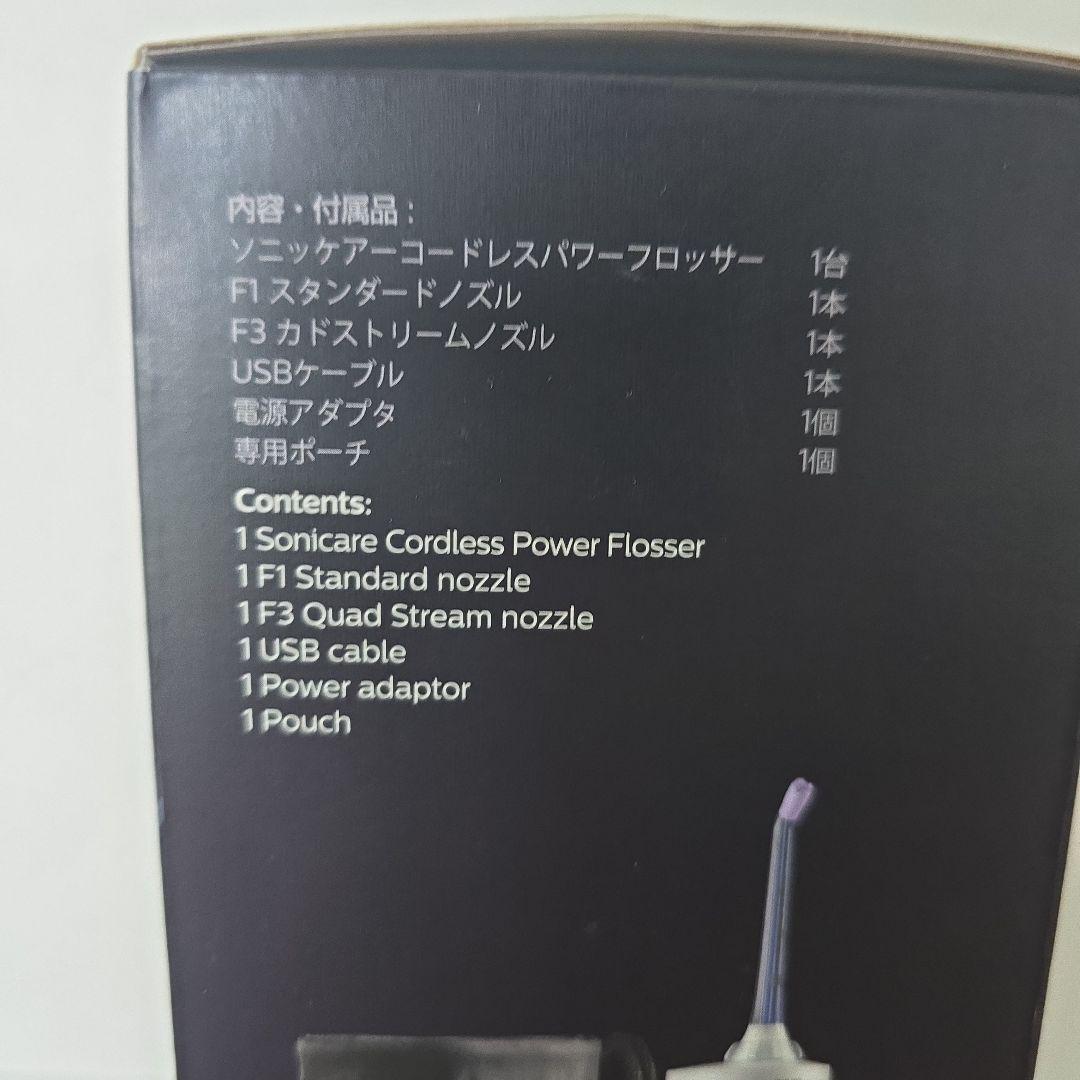 内容・付属品：
ソニッケアーコードレスパワーフロッサー 1台
F1 スタンダードノズル 1本
F3 カドストリームノズル 1本
USBケーブル 1本
電源アダプタ 1個
専用ポーチ 1個
Contents:
1 Sonicare Cordless Power Flosser
1 F1 Standard nozzle
1 F3 Quad Stream nozzle
1 USB cable
1 Power adaptor
1 Pouch